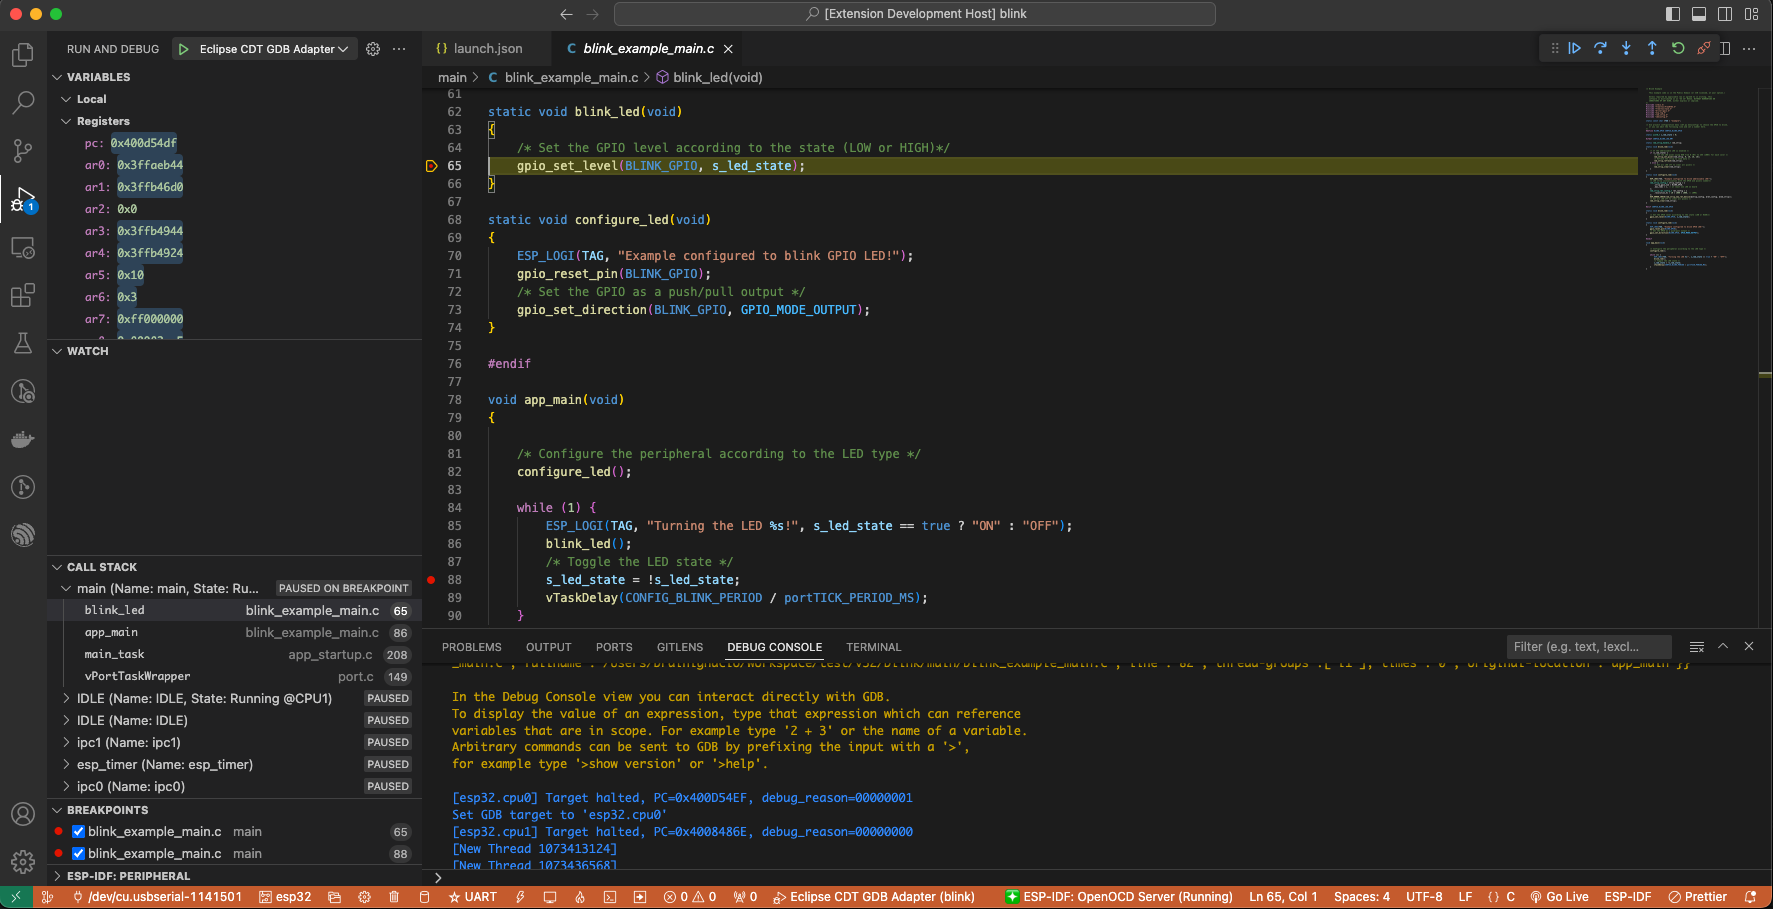 [Extension Development Host] blink
RUN AND DEBUG
Eclipse CDT GDB Adapter
VARIABLES
Local
Registers
pc: 0x400d54df
ar0: 0x3ffaeb44
ar1: 0x3ffb46d0
ar2: 0x0
ar3: 0x3ffb4944
ar4: 0x3ffb4924
ar5: 0x10
ar6: 0x3
ar7: 0xff000000
WATCH
CALL STACK
main (Name: main, State: Ru... PAUSED ON BREAKPOINT
blink_led blink_example_main.c 65
app_main blink_example_main.c 86
main_task app_startup.c 208
vPortTaskWrapper port.c 149
IDLE (Name: IDLE, State: Running @CPU1) PAUSED
IDLE (Name: IDLE) PAUSED
ipc1 (Name: ipc1) PAUSED
esp_timer (Name: esp_timer) PAUSED
ipc0 (Name: ipc0) PAUSED
BREAKPOINTS
blink_example_main.c main 65
blink_example_main.c main 88
ESP-IDF: PERIPHERAL
1
{} launch.json
C blink_example_main.c
main > C blink_example_main.c > blink_led(void)
61
62 static void blink_led(void)
63 {
64 /* Set the GPIO level according to the state (LOW or HIGH)*/
65 gpio_set_level(BLINK_GPIO, s_led_state);
66 }
67
68 static void configure_led(void)
69 {
70 ESP_LOGI(TAG, "Example configured to blink GPIO LED!");
71 gpio_reset_pin(BLINK_GPIO);
72 /* Set the GPIO as a push/pull output */
73 gpio_set_direction(BLINK_GPIO, GPIO_MODE_OUTPUT);
74 }
75
76 #endif
77
78 void app_main(void)
79 {
80
81 /* Configure the peripheral according to the LED type */
82 configure_led();
83
84 while (1) {
85 ESP_LOGI(TAG, "Turning the LED %s!", s_led_state == true ? "ON" : "OFF");
86 blink_led();
87 /* Toggle the LED state */
88 s_led_state = !s_led_state;
89 vTaskDelay(CONFIG_BLINK_PERIOD / portTICK_PERIOD_MS);
90 }
PROBLEMS OUTPUT PORTS GITLENS DEBUG CONSOLE TERMINAL
Filter (e.g. text, !excl...
In the Debug Console view you can interact directly with GDB.
To display the value of an expression, type that expression which can reference
variables that are in scope. For example type '2 + 3' or the name of a variable.
Arbitrary commands can be sent to GDB by prefixing the input with a '>',
for example type '>show version' or '>help'.
[esp32.cpu0] Target halted, PC=0x400D54EF, debug_reason=00000001
Set GDB target to 'esp32.cpu0'
[esp32.cpu1] Target halted, PC=0x4008486E, debug_reason=00000000
[New Thread 1073413124]
[New Thread 1073436568]
/dev/cu.usbserial-1141501 esp32 UART 0 0 0 Eclipse CDT GDB Adapter (blink) ESP-IDF: OpenOCD Server (Running) Ln 65, Col 1 Spaces: 4 UTF-8 LF {} C Go Live ESP-IDF Prettier